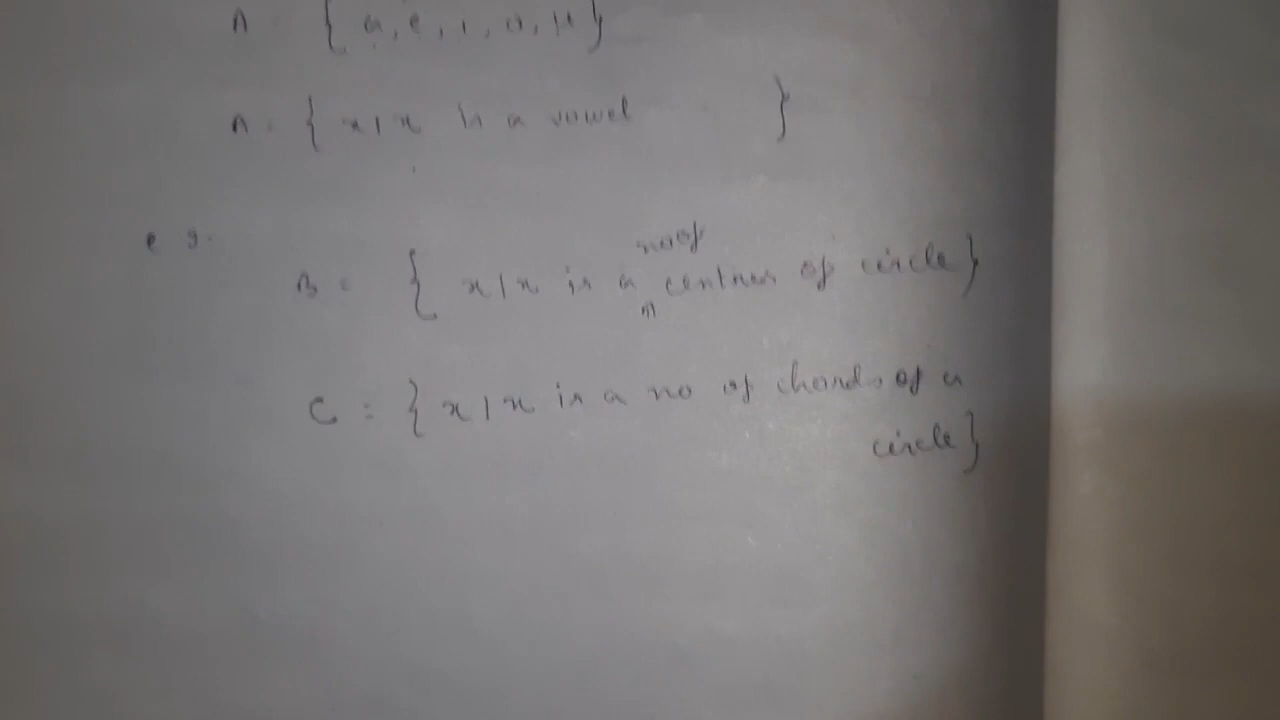 A = { a, e, i, o, u }
A = { x | x is a vowel }
e g.
no of
B = { x | x is a centres of circle }
C = { x | x is a no of chords of a
circle }